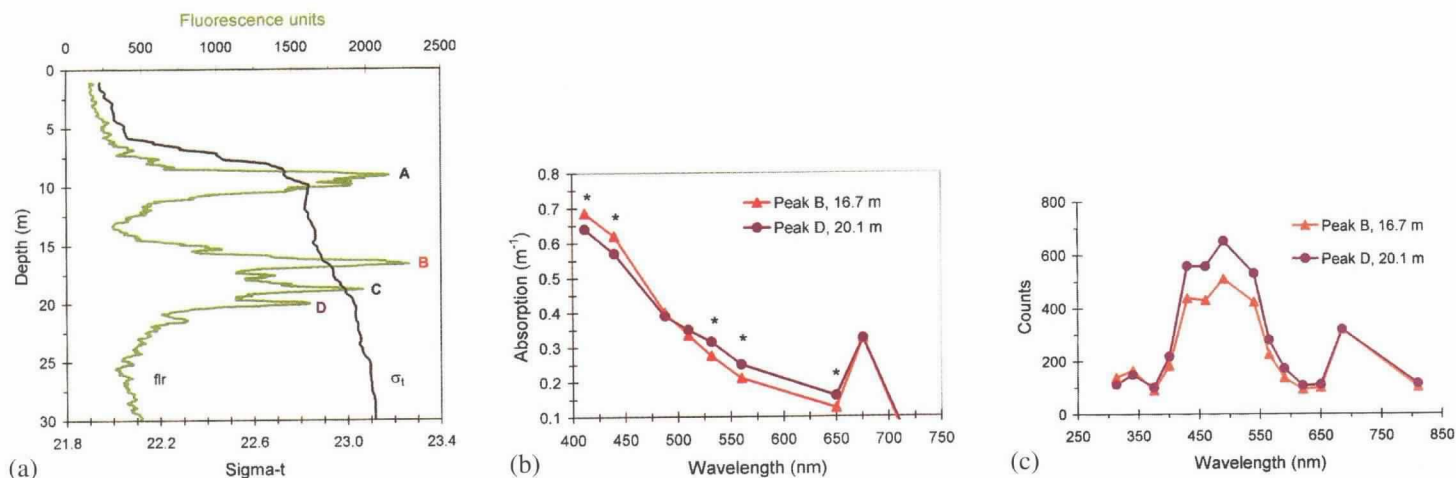 Fluorescence units
0 500 1000 1500 2000 2500
0
5
10
15
20
25
30
Depth (m)
A
B
C
D
flr
σt
21.8 22.2 22.6 23.0 23.4
Sigma-t
(a)
0.8
0.7
0.6
0.5
0.4
0.3
0.2
0.1
Absorption (m-1)
* *
Peak B, 16.7 m
Peak D, 20.1 m
* * *
400 450 500 550 600 650 700 750
Wavelength (nm)
(b)
800
600
400
200
0
Counts
Peak B, 16.7 m
Peak D, 20.1 m
250 350 450 550 650 750 850
Wavelength (nm)
(c)